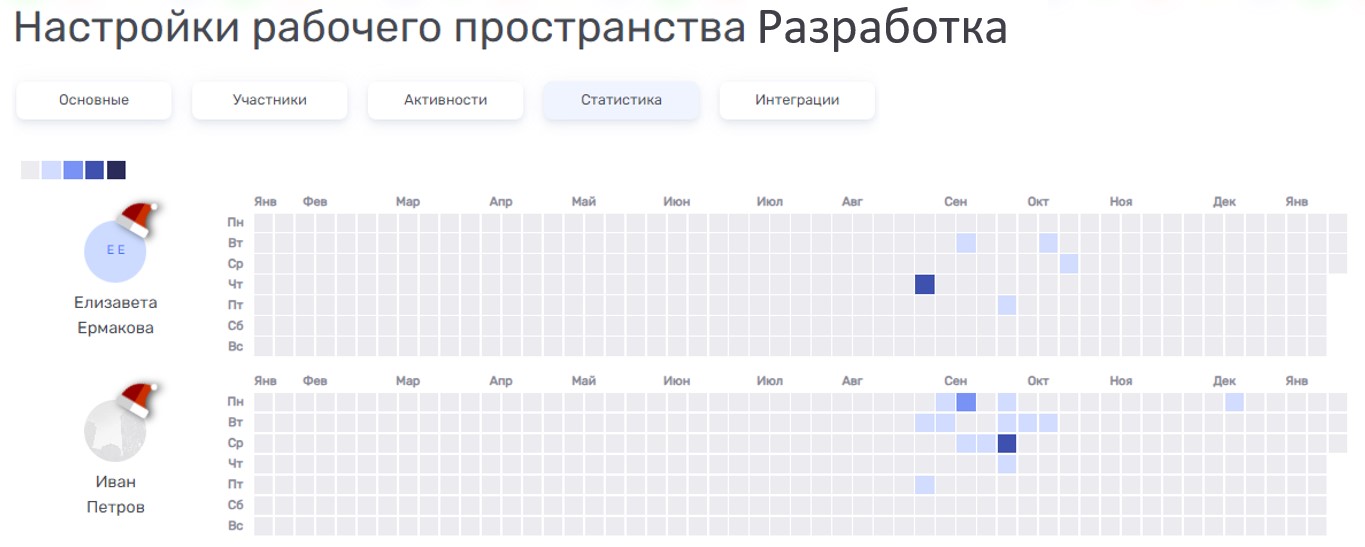 Настройки рабочего пространства Разработка
Основные Участники Активности Статистика Интеграции
Янв Фев Мар Апр Май Июн Июл Авг Сен Окт Ноя Дек Янв
Пн
Вт
Ср
Чт
Пт
Сб
Вс
ЕЕ
Елизавета
Ермакова
Янв Фев Мар Апр Май Июн Июл Авг Сен Окт Ноя Дек Янв
Пн
Вт
Ср
Чт
Пт
Сб
Вс
Иван
Петров